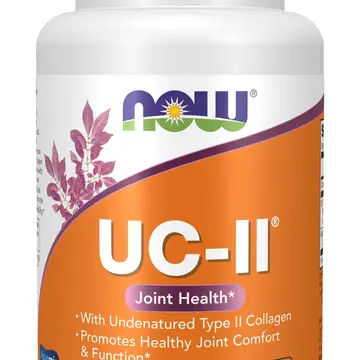 NOW®
UC-II®
Joint Health*
• With Undenatured Type II Collagen
• Promotes Healthy Joint Comfort
& Function*